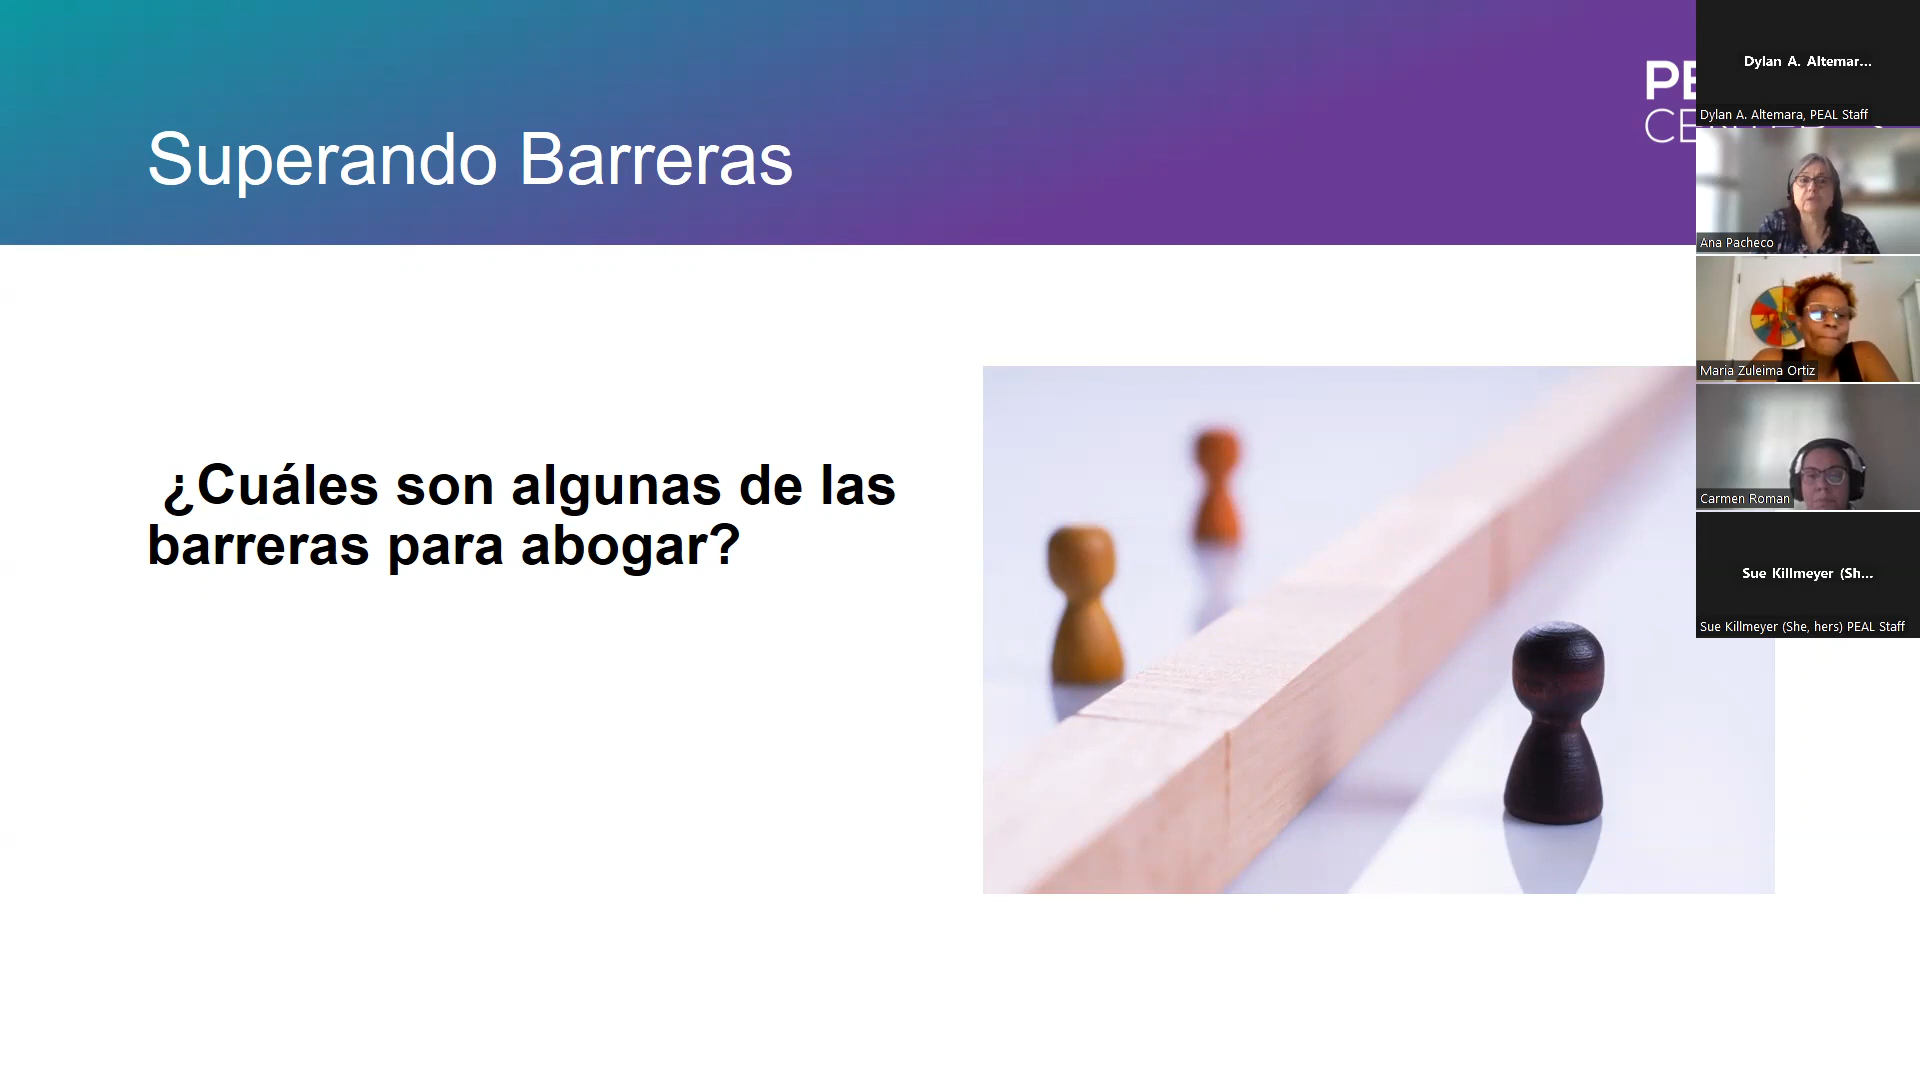 Superando Barreras
¿Cuáles son algunas de las
barreras para abogar?
Dylan A. Altemar...
Dylan A. Altemara, PEAL Staff
Ana Pacheco
Maria Zuleima Ortiz
Carmen Roman
Sue Killmeyer (Sh...
Sue Killmeyer (She, hers) PEAL Staff